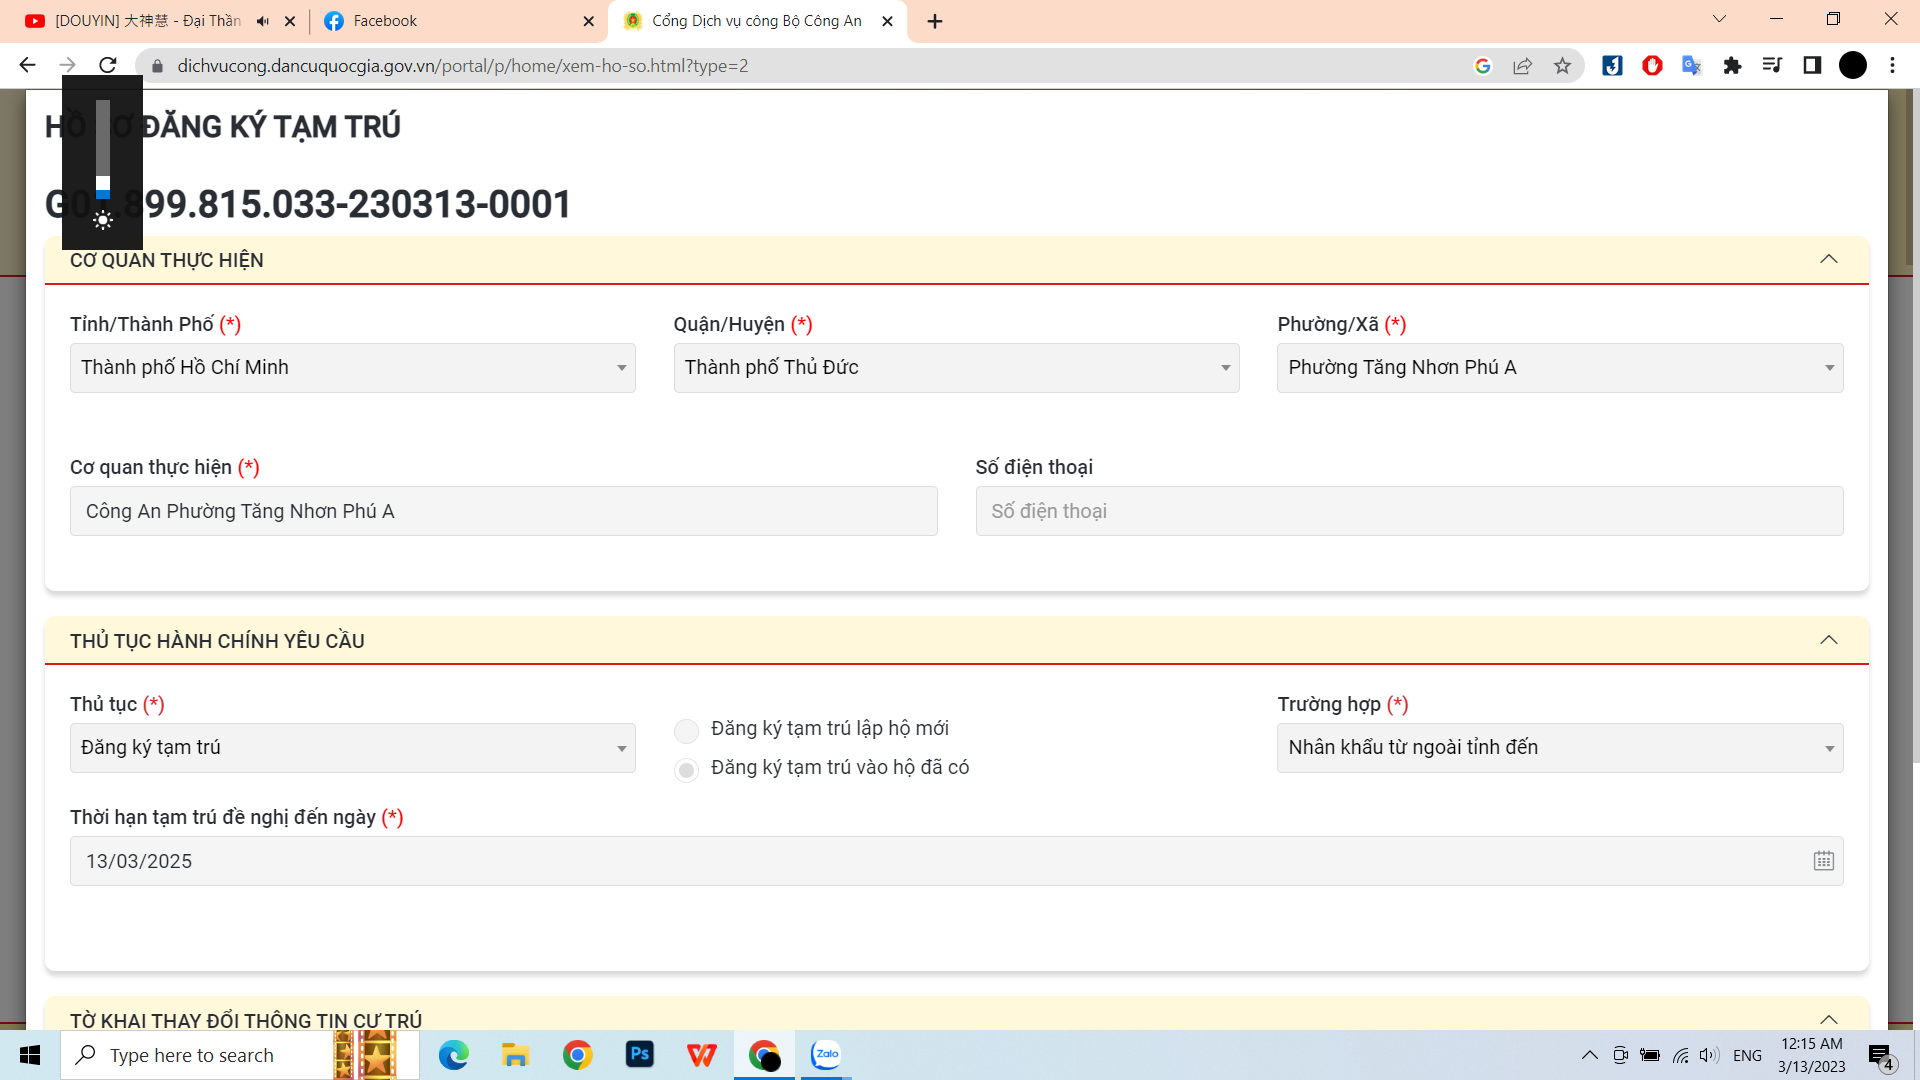 [DOUYIN] 大神慧 - Đại Thần
Facebook
Cổng Dịch vụ công Bộ Công An
dichvucong.dancuquocgia.gov.vn/portal/p/home/xem-ho-so.html?type=2
HỒ SƠ ĐĂNG KÝ TẠM TRÚ
G01.899.815.033-230313-0001
CƠ QUAN THỰC HIỆN
Tỉnh/Thành Phố (*)
Quận/Huyện (*)
Phường/Xã (*)
Thành phố Hồ Chí Minh
Thành phố Thủ Đức
Phường Tăng Nhơn Phú A
Cơ quan thực hiện (*)
Số điện thoại
Công An Phường Tăng Nhơn Phú A
Số điện thoại
THỦ TỤC HÀNH CHÍNH YÊU CẦU
Thủ tục (*)
Trường hợp (*)
Đăng ký tạm trú
Đăng ký tạm trú lập hộ mới
Đăng ký tạm trú vào hộ đã có
Nhân khẩu từ ngoài tỉnh đến
Thời hạn tạm trú đề nghị đến ngày (*)
13/03/2025
TỜ KHAI THAY ĐỔI THÔNG TIN CƯ TRÚ
Type here to search
Ps
Zalo
ENG
12:15 AM
3/13/2023
4